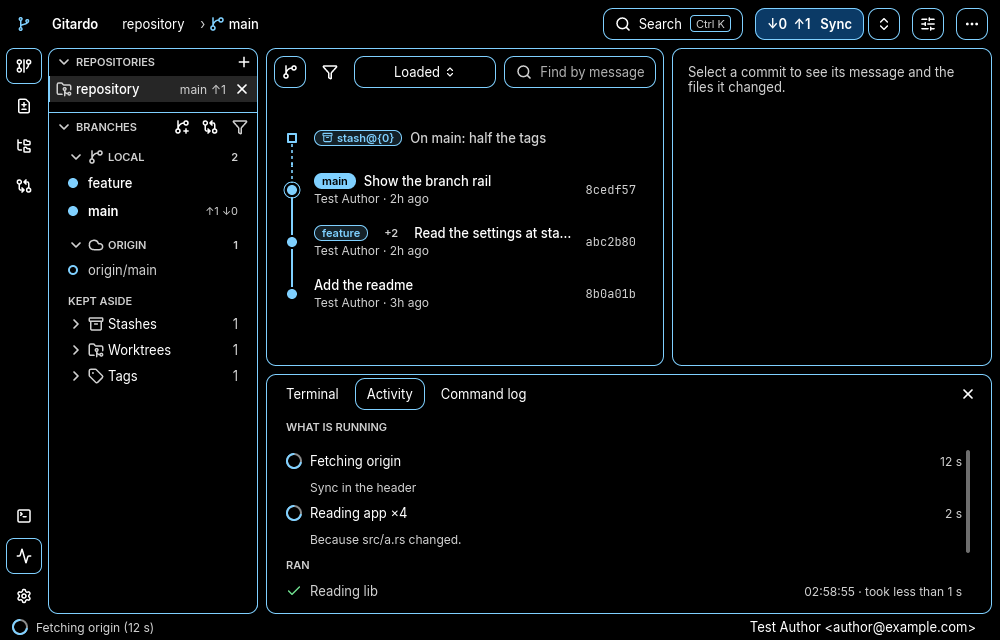 Gitardo
repository › main
Search Ctrl K
↓0 ↑1 Sync
REPOSITORIES
repository main ↑1
BRANCHES
LOCAL 2
feature
main ↑1 ↓0
ORIGIN 1
origin/main
KEPT ASIDE
Stashes 1
Worktrees 1
Tags 1
Loaded
Find by message
stash@{0} On main: half the tags
main Show the branch rail
Test Author · 2h ago 8cedf57
feature +2 Read the settings at sta...
Test Author · 2h ago abc2b80
Add the readme
Test Author · 3h ago 8b0a01b
Select a commit to see its message and the
files it changed.
Terminal Activity Command log
WHAT IS RUNNING
Fetching origin 12 s
Sync in the header
Reading app ×4 2 s
Because src/a.rs changed.
RAN
Reading lib 02:58:55 · took less than 1 s
Fetching origin (12 s)
Test Author <author@example.com>